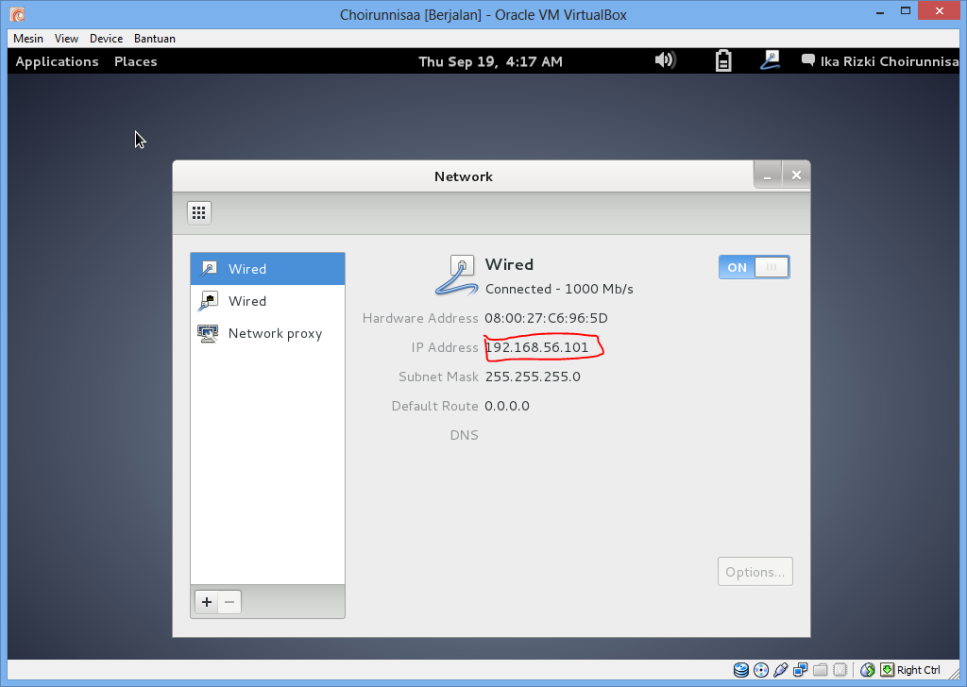 Choirunnisaa [Berjalan] - Oracle VM VirtualBox
Mesin View Device Bantuan
Applications Places Thu Sep 19, 4:17 AM Ika Rizki Choirunnisa
Network
Wired
Wired
Network proxy
Wired
Connected - 1000 Mb/s
ON
Hardware Address 08:00:27:C6:96:5D
IP Address 192.168.56.101
Subnet Mask 255.255.255.0
Default Route 0.0.0.0
DNS
Options...
Right Ctrl